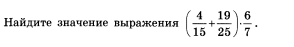 Найдите значение выражения (4/15 + 19/25) · 6/7.